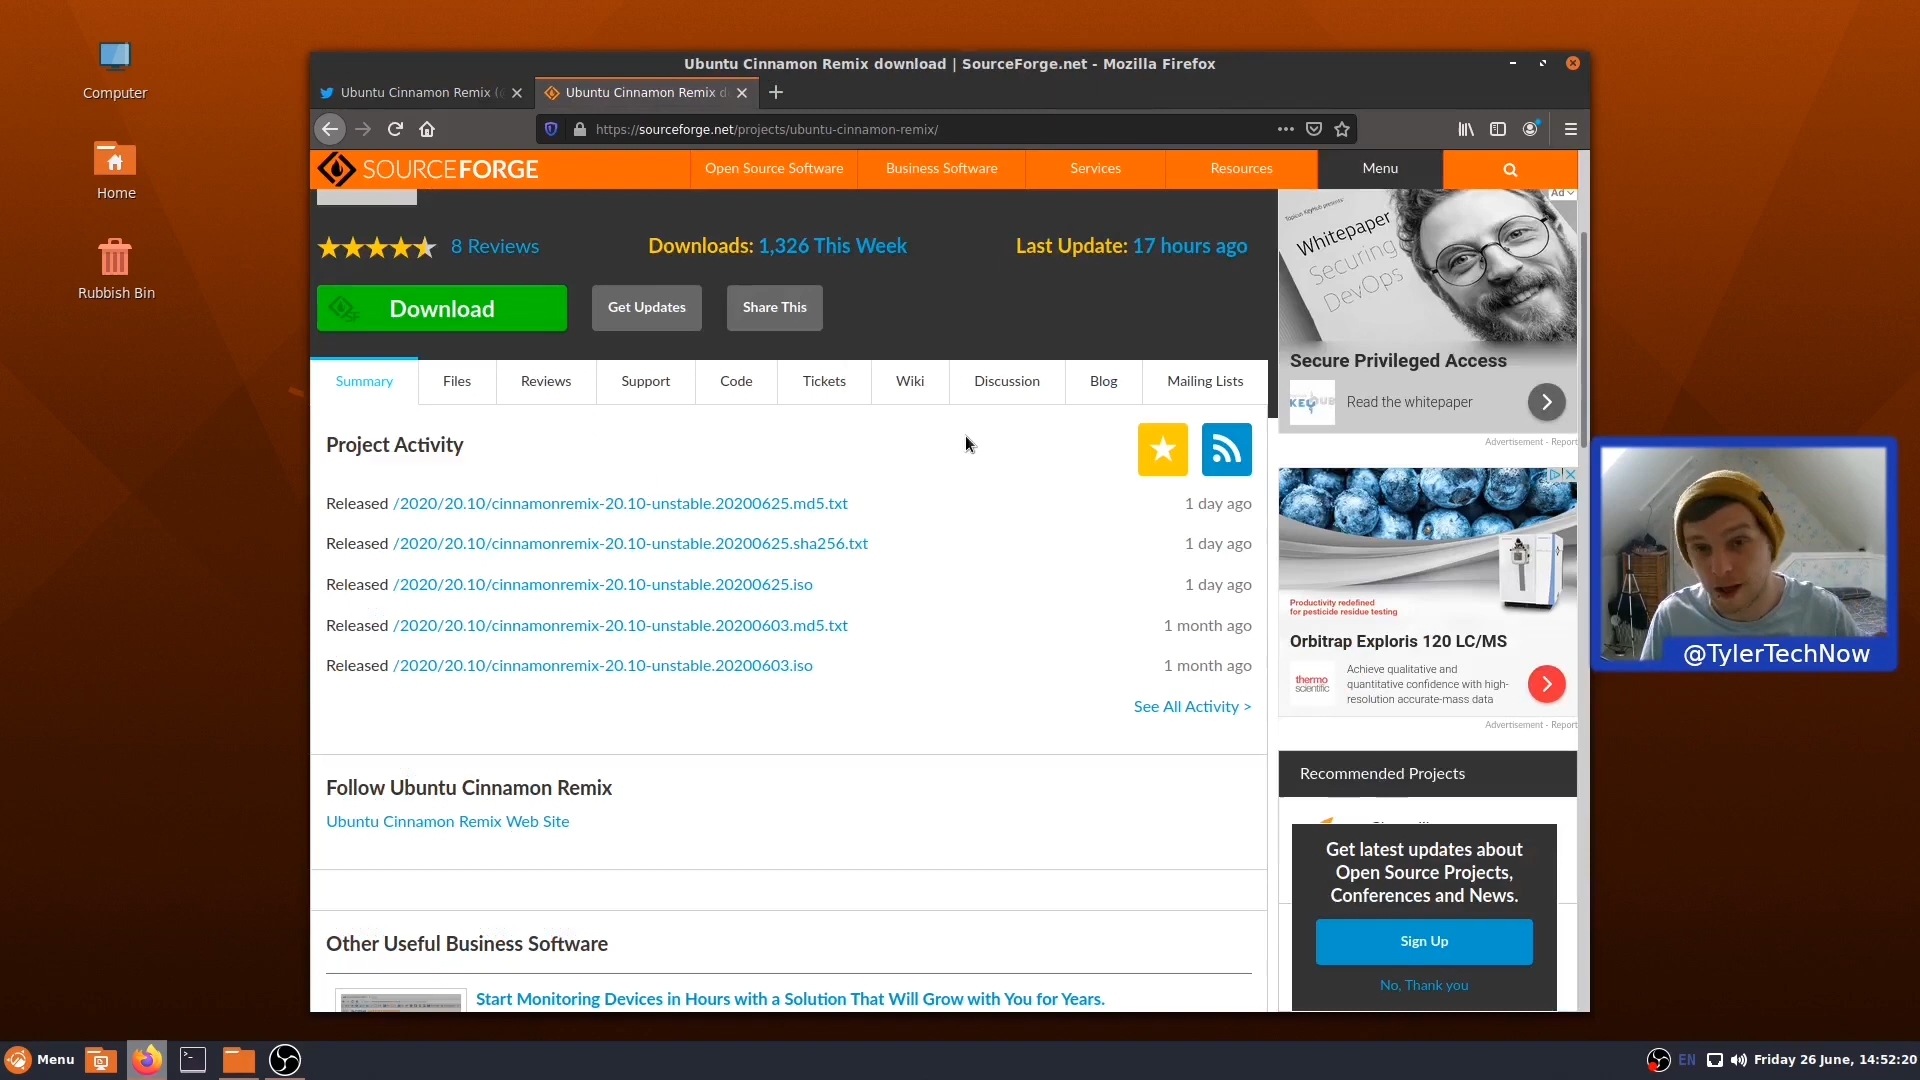 Computer
Home
Rubbish Bin
Ubuntu Cinnamon Remix download | SourceForge.net - Mozilla Firefox
Ubuntu Cinnamon Remix (
Ubuntu Cinnamon Remix d
https://sourceforge.net/projects/ubuntu-cinnamon-remix/
SOURCEFORGE
Open Source Software
Business Software
Services
Resources
Menu
8 Reviews
Downloads: 1,326 This Week
Last Update: 17 hours ago
Download
Get Updates
Share This
Summary
Files
Reviews
Support
Code
Tickets
Wiki
Discussion
Blog
Mailing Lists
Project Activity
Released /2020/20.10/cinnamonremix-20.10-unstable.20200625.md5.txt
1 day ago
Released /2020/20.10/cinnamonremix-20.10-unstable.20200625.sha256.txt
1 day ago
Released /2020/20.10/cinnamonremix-20.10-unstable.20200625.iso
1 day ago
Released /2020/20.10/cinnamonremix-20.10-unstable.20200603.md5.txt
1 month ago
Released /2020/20.10/cinnamonremix-20.10-unstable.20200603.iso
1 month ago
See All Activity >
Follow Ubuntu Cinnamon Remix
Ubuntu Cinnamon Remix Web Site
Other Useful Business Software
Start Monitoring Devices in Hours with a Solution That Will Grow with You for Years.
Ad
Topicus KeyHub presents:
Whitepaper
Securing
DevOps
Secure Privileged Access
Read the whitepaper
Advertisement - Report
Productivity redefined
for pesticide residue testing
Orbitrap Exploris 120 LC/MS
thermo
scientific
Achieve qualitative and
quantitative confidence with high-
resolution accurate-mass data
Advertisement - Report
Recommended Projects
Get latest updates about
Open Source Projects,
Conferences and News.
Sign Up
No, Thank you
@TylerTechNow
Menu
EN
Friday 26 June, 14:52:20